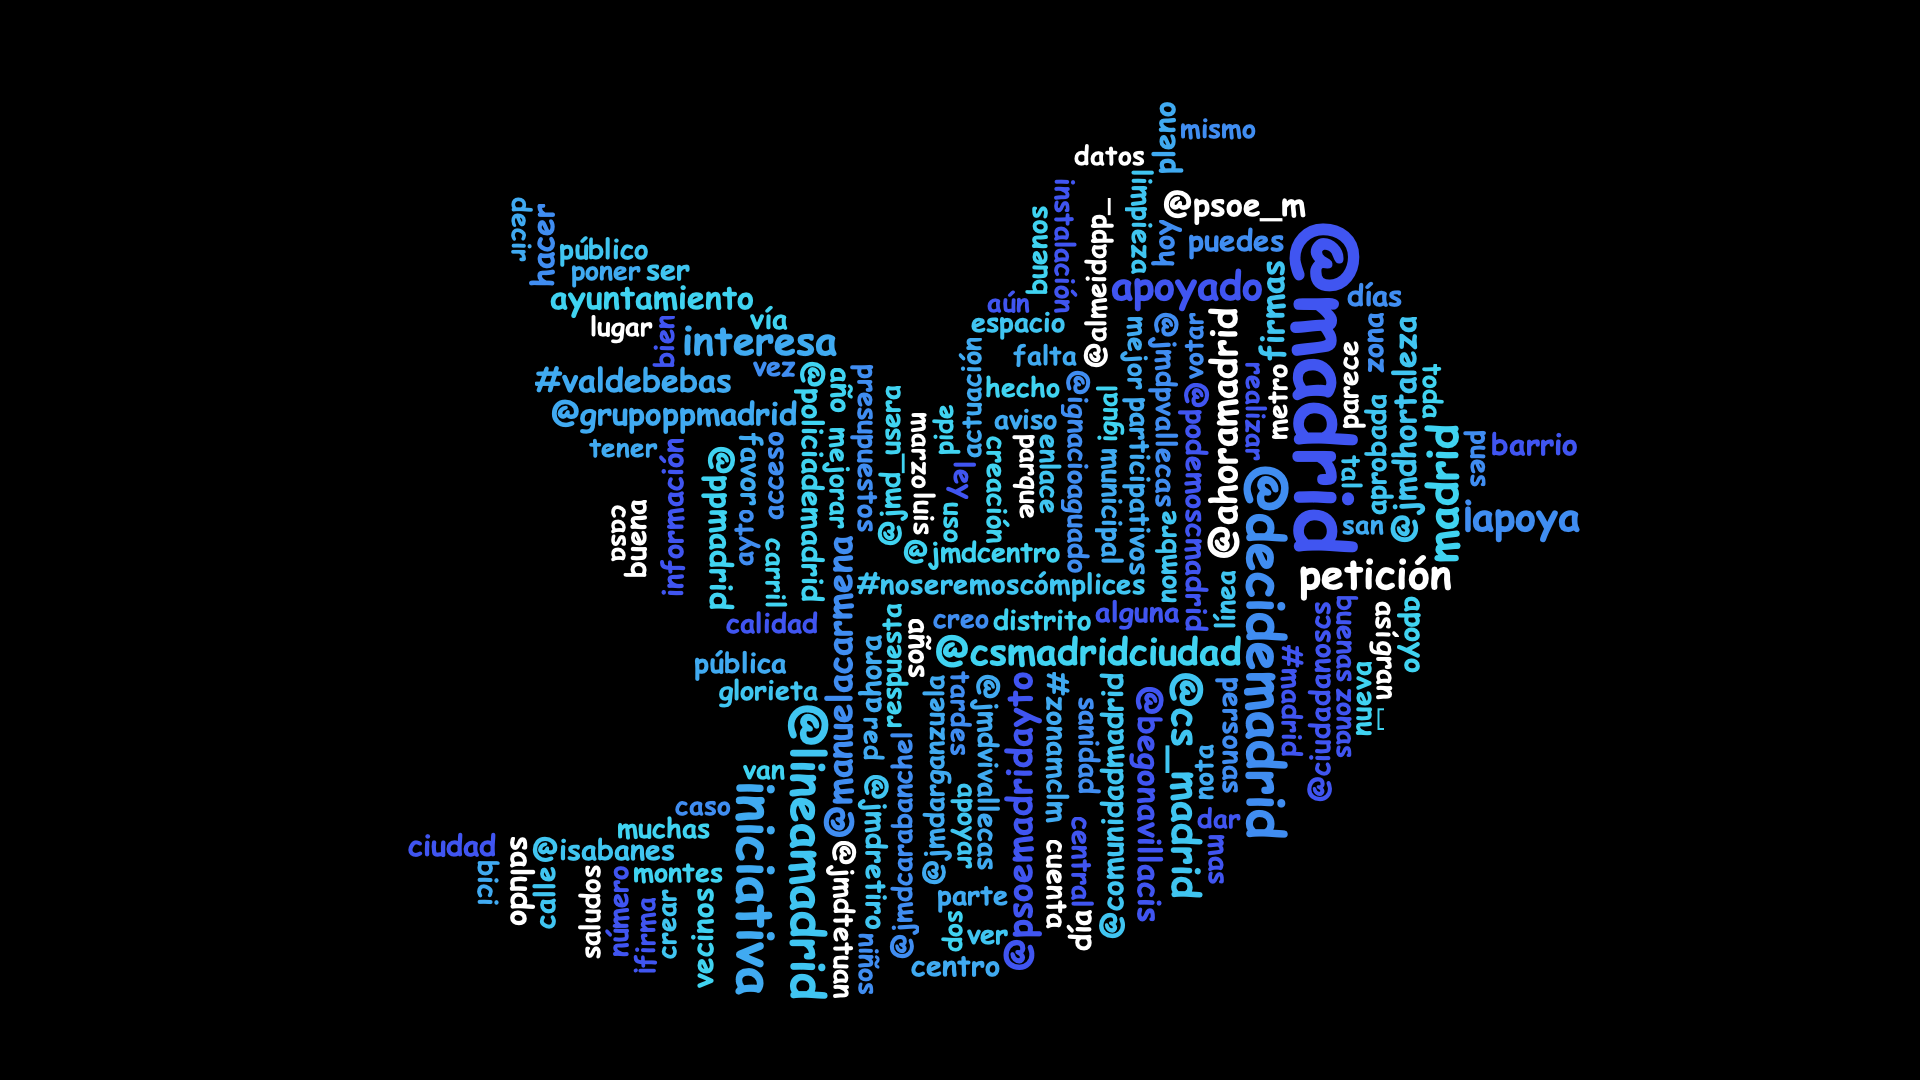 pleno
mismo
datos
limpieza
instalación
@psoe_m
decir
hacer
buenos
@almeidapp_
hoy
puedes
@madrid
público
poner
ser
firmas
apoyado
días
ayuntamiento
aún
lugar
bien
vía
interesa
espacio
mejor
@jmdpvallecas
votar
@ahoramadrid
zona
@jmdhortaleza
falta
actuación
parece
vez
#valdebebas
@policiademadrid
año
presupuestos
@ignacioaguado
hecho
realizar
metro
toda
@grupoppmadrid
@jmd_usera
marzo
pide
aviso
igual
participativos
@podemoscmadrid
aprobada
madrid
pues
barrio
tener
información
@ppmadrid
favor
acceso
mejorar
ley
creación
parque
enlace
municipal
tal
@decidemadrid
casa
buena
ayto
carril
luis
osn
@jmdcentro
nombre
san
¡apoya
@manuelacarmena
#noseremoscómplices
línea
petición
calidad
respuesta
años
creo
distrito
alguna
@ciudadanoscs
buenas
asígran_
apoyo
pública
ahora
@csmadridciudad
#madrid
zonas
nueva
glorieta
@lineamadrid
red
@jmdarganzuela
tardes
@jmdvivallecas
@psoemadridayto
#zonamclm
sanidad
@comunidadmadrid
@begonavillacis
@cs_madrid
personas
nota
van
iniciativa
@jmdretiro
@jmdcarabanchel
apoyar
caso
dar
mas
muchas
ciudad
bici
saludo
@isabanes
calle
@jmdtetuan
cuenta
central
saludos
número
montes
ifirma
crear
vecinos
niños
parte
dos
ver
día
centro